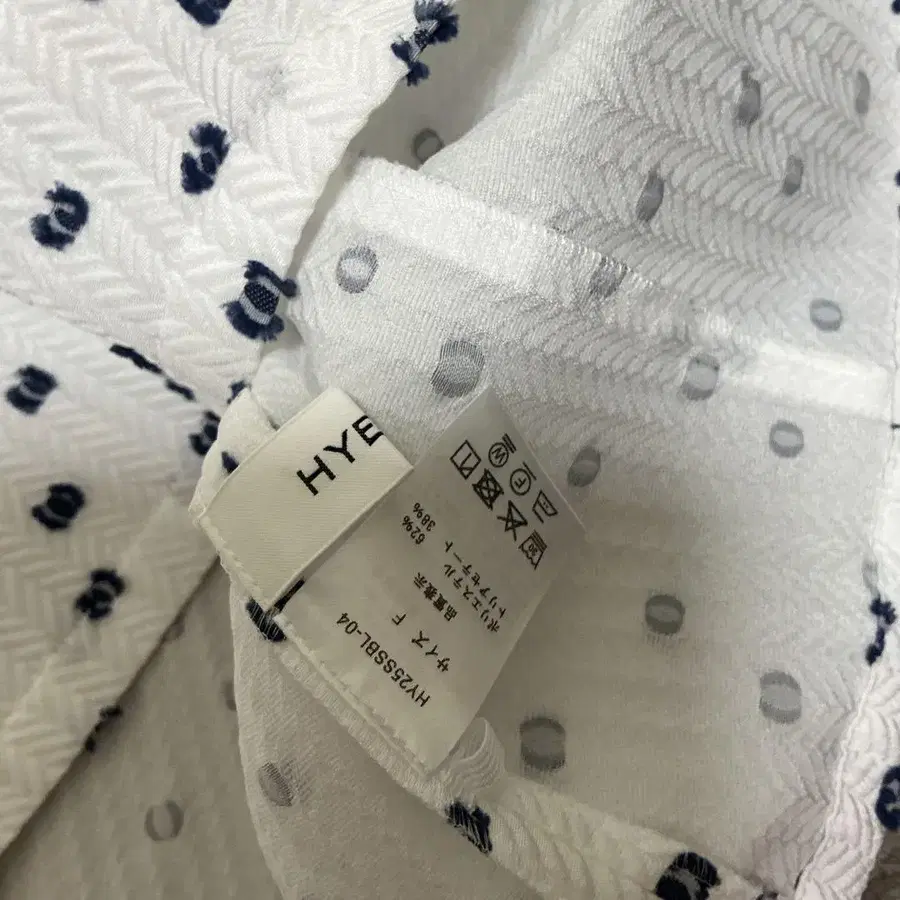 HYE
HY25SSBL-04
サイズ F
品質表示
ポリエステル 62%
トリアセテート 38%
30
W
F